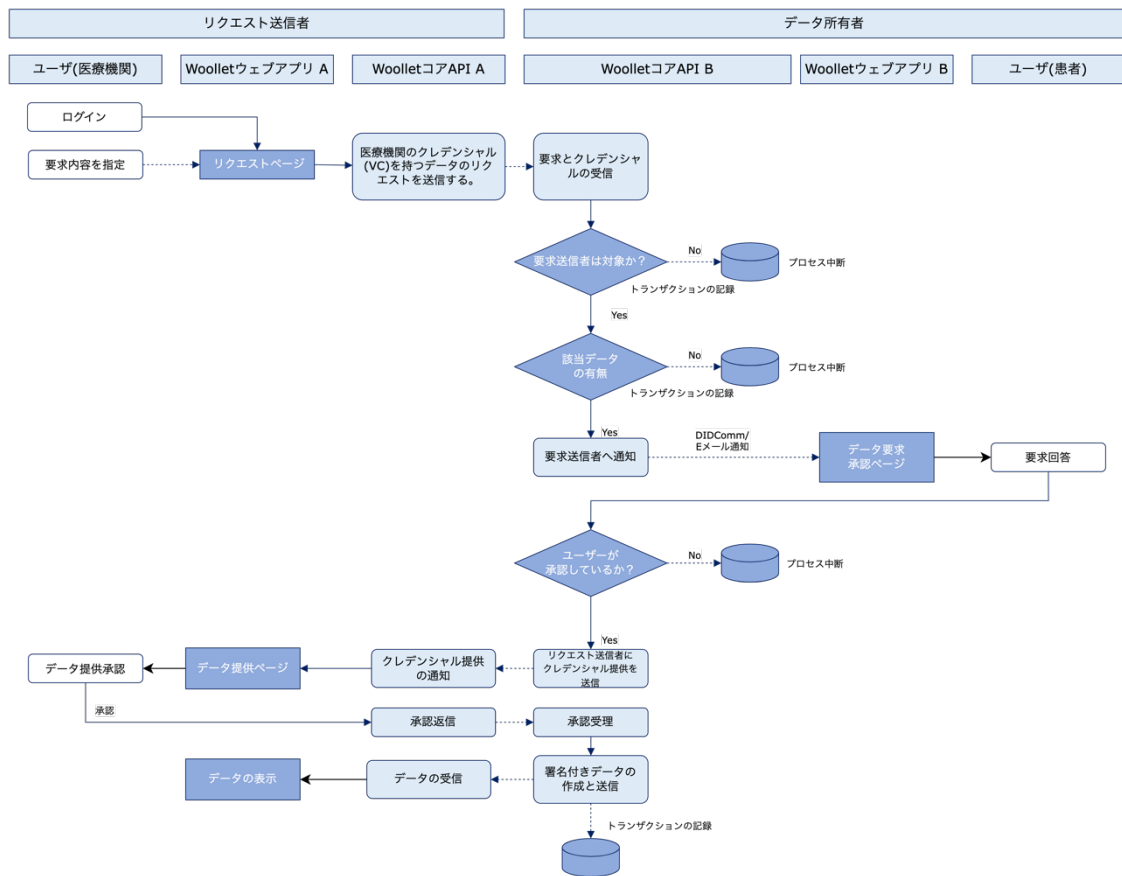 リクエスト送信者
データ所有者
ユーザ(医療機関)
Woolletウェブアプリ A
WoolletコアAPI A
WoolletコアAPI B
Woolletウェブアプリ B
ユーザ(患者)
ログイン
要求内容を指定
リクエストページ
医療機関のクレデンシャル
(VC)を持つデータのリク
エストを送信する。
要求とクレデンシャ
ルの受信
要求送信者は対象か？
No
プロセス中断
トランザクションの記録
Yes
該当データ
の有無
No
プロセス中断
トランザクションの記録
Yes
要求送信者へ通知
DIDComm/
Eメール通知
データ要求
承認ページ
要求回答
ユーザーが
承認しているか？
No
プロセス中断
Yes
データ提供承認
データ提供ページ
クレデンシャル提供
の通知
リクエスト送信者に
クレデンシャル提供を
送信
承認
承認返信
承認受理
データの表示
データの受信
署名付きデータの
作成と送信
トランザクションの記録